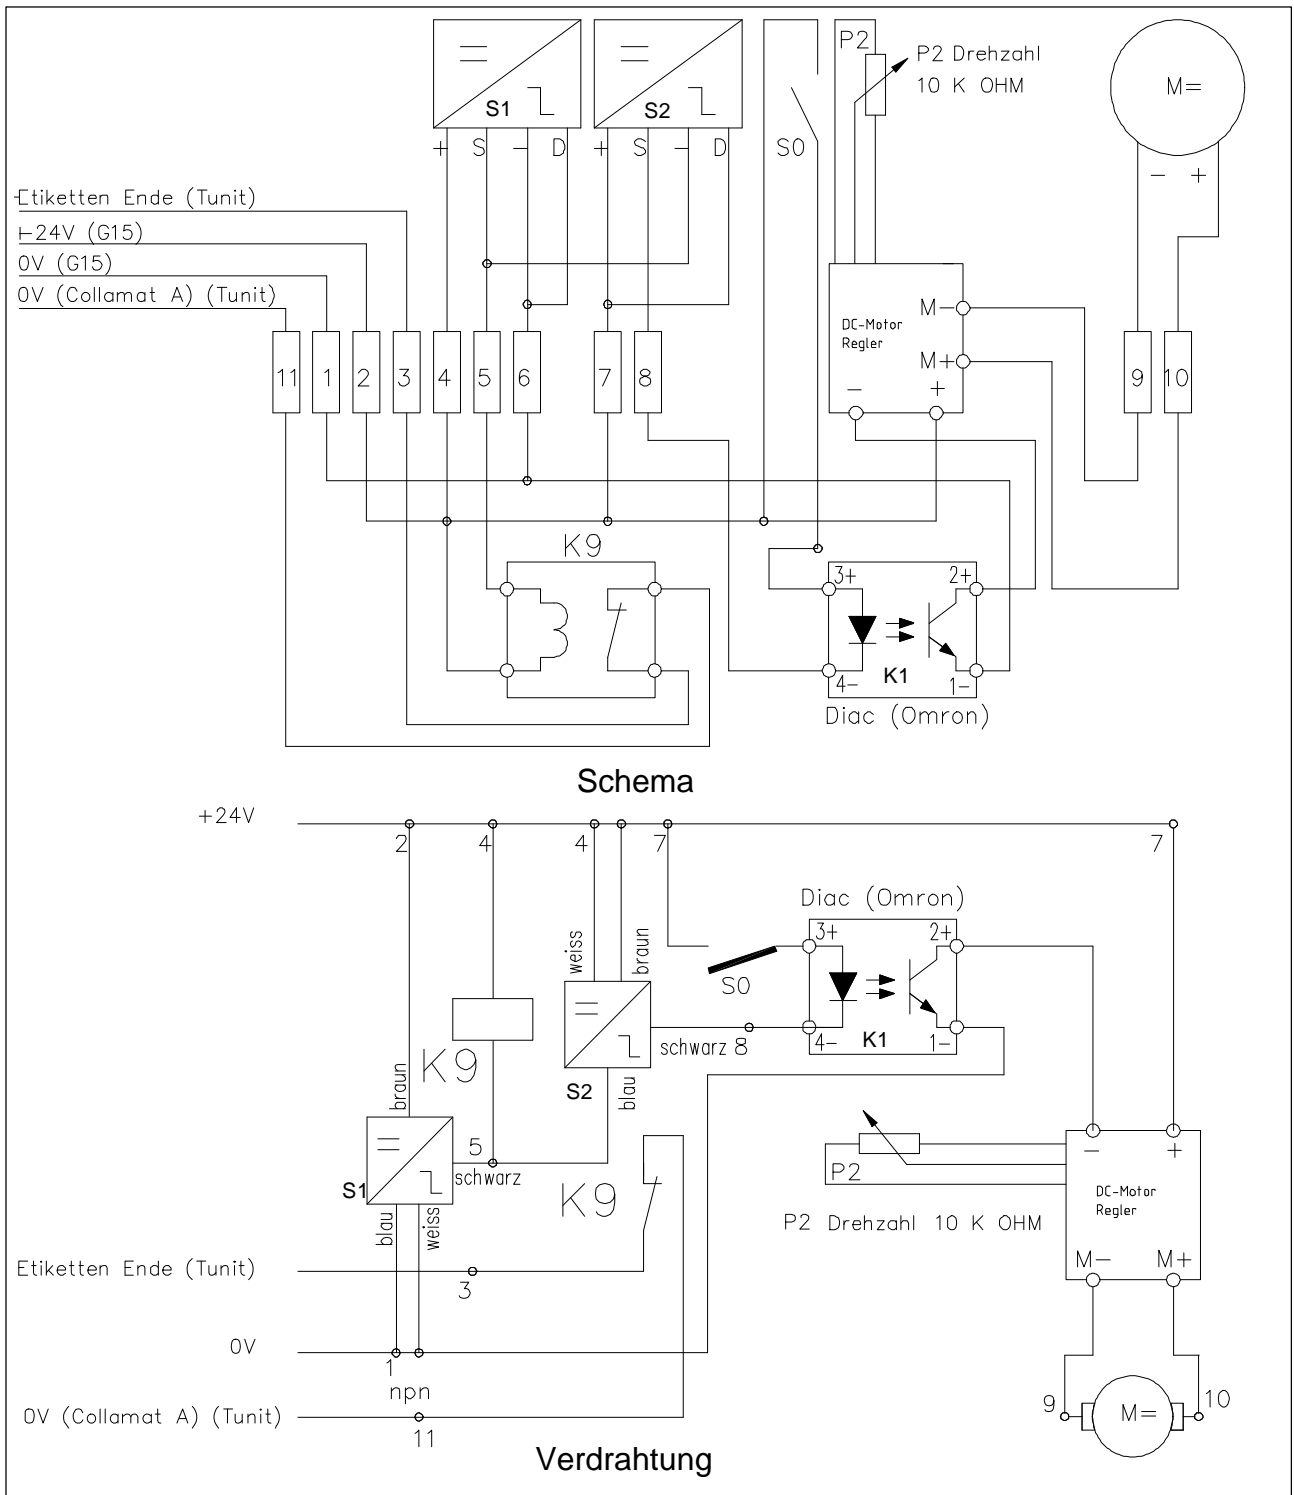 P2
P2 Drehzahl
10 K OHM
M=
S1
S2
+ S - D
+ S - D
S0
- +
Etiketten Ende (Tunit)
+24V (G15)
0V (G15)
0V (Collamat A) (Tunit)
DC-Motor
Regler
M-
M+
- +
11 1 2 3 4 5 6 7 8 9 10
K9
3+ 2+
K1
4- 1-
Diac (Omron)
Schema
+24V
2 4 4 7 7
Diac (Omron)
weiss
braun
3+ 2+
S0
schwarz 8
4- K1 1-
K9
S2
blau
braun
5
schwarz
S1
K9
P2
- +
DC-Motor
Regler
P2 Drehzahl 10 K OHM
blau
weiss
M- M+
Etiketten Ende (Tunit)
3
0V
1
npn
0V (Collamat A) (Tunit)
11
9 M= 10
Verdrahtung